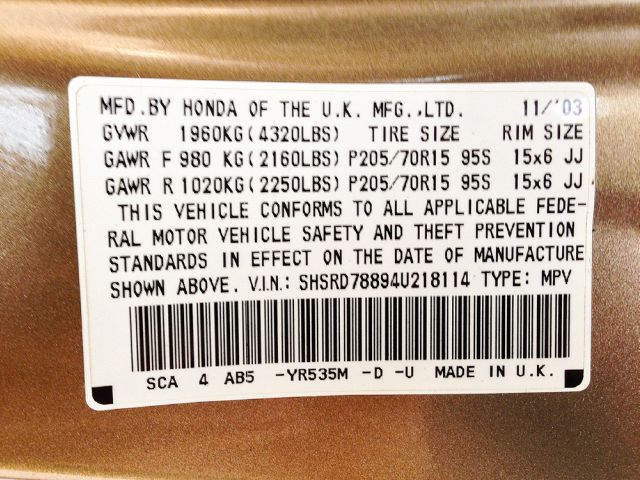 MFD.BY HONDA OF THE U.K. MFG.,LTD. 11/'03
GVWR 1960KG(4320LBS) TIRE SIZE RIM SIZE
GAWR F 980 KG(2160LBS) P205/70R15 95S 15x6 JJ
GAWR R 1020KG(2250LBS) P205/70R15 95S 15x6 JJ
THIS VEHICLE CONFORMS TO ALL APPLICABLE FEDE-
RAL MOTOR VEHICLE SAFETY AND THEFT PREVENTION
STANDARDS IN EFFECT ON THE DATE OF MANUFACTURE
SHOWN ABOVE. V.I.N.: SHSRD78894U218114 TYPE: MPV
SCA 4 AB5 -YR535M -D -U MADE IN U.K.